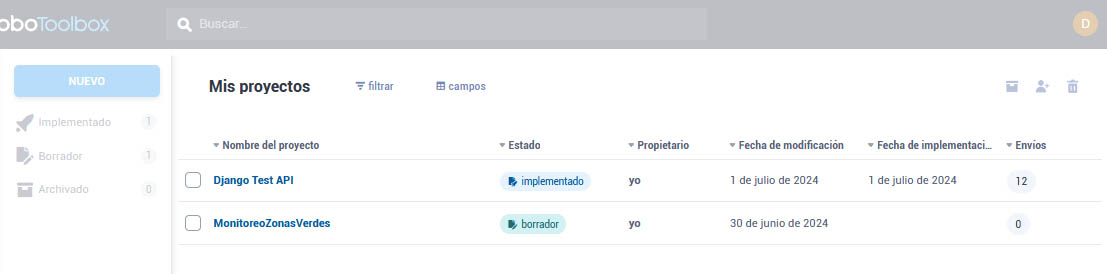 oboToolbox
Buscar...
D
NUEVO
Implementado 1
Borrador 1
Archivado 0
Mis proyectos filtrar campos
Nombre del proyecto Estado Propietario Fecha de modificación Fecha de implementaci... Envíos
Django Test API implementado yo 1 de julio de 2024 1 de julio de 2024 12
MonitoreoZonasVerdes borrador yo 30 de junio de 2024 0